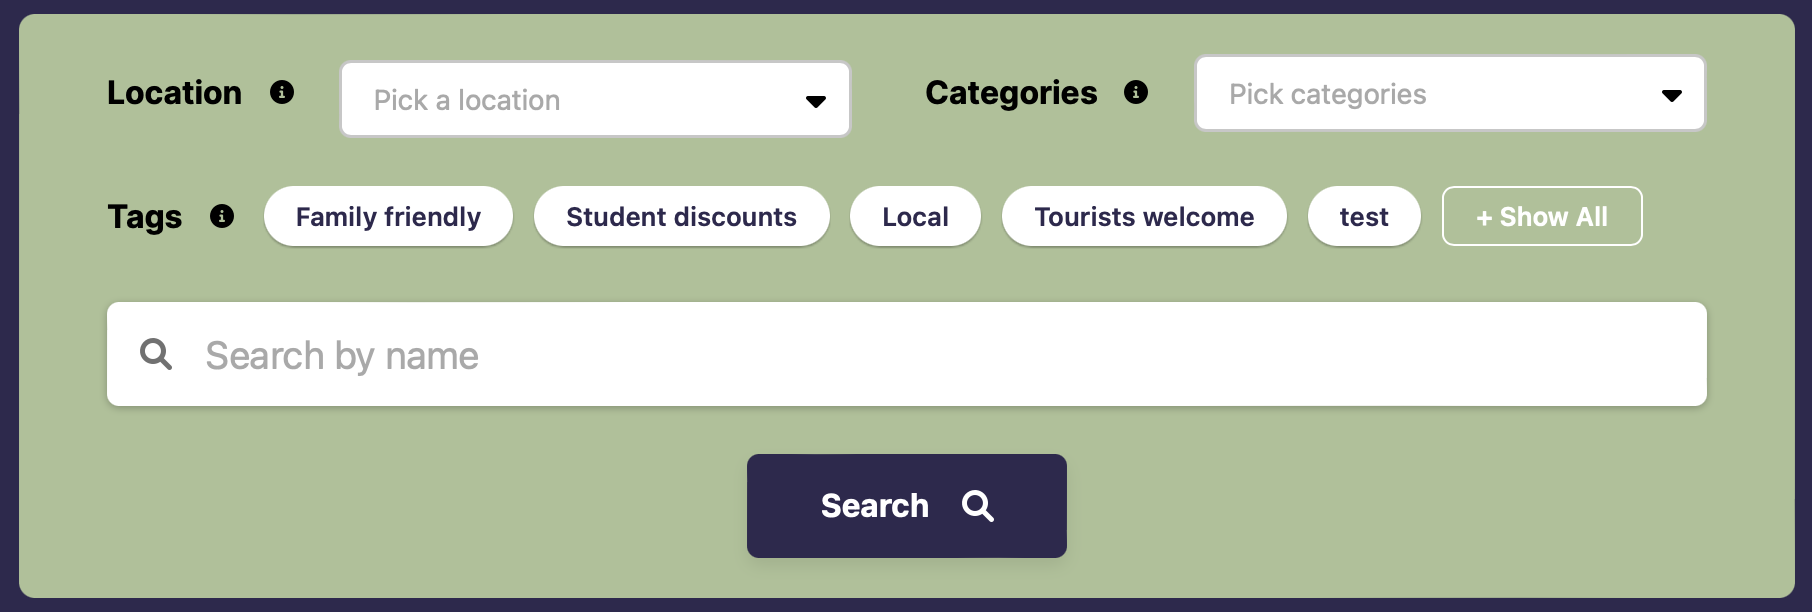 Location Pick a location Categories Pick categories
Tags Family friendly Student discounts Local Tourists welcome test + Show All
Search by name
Search